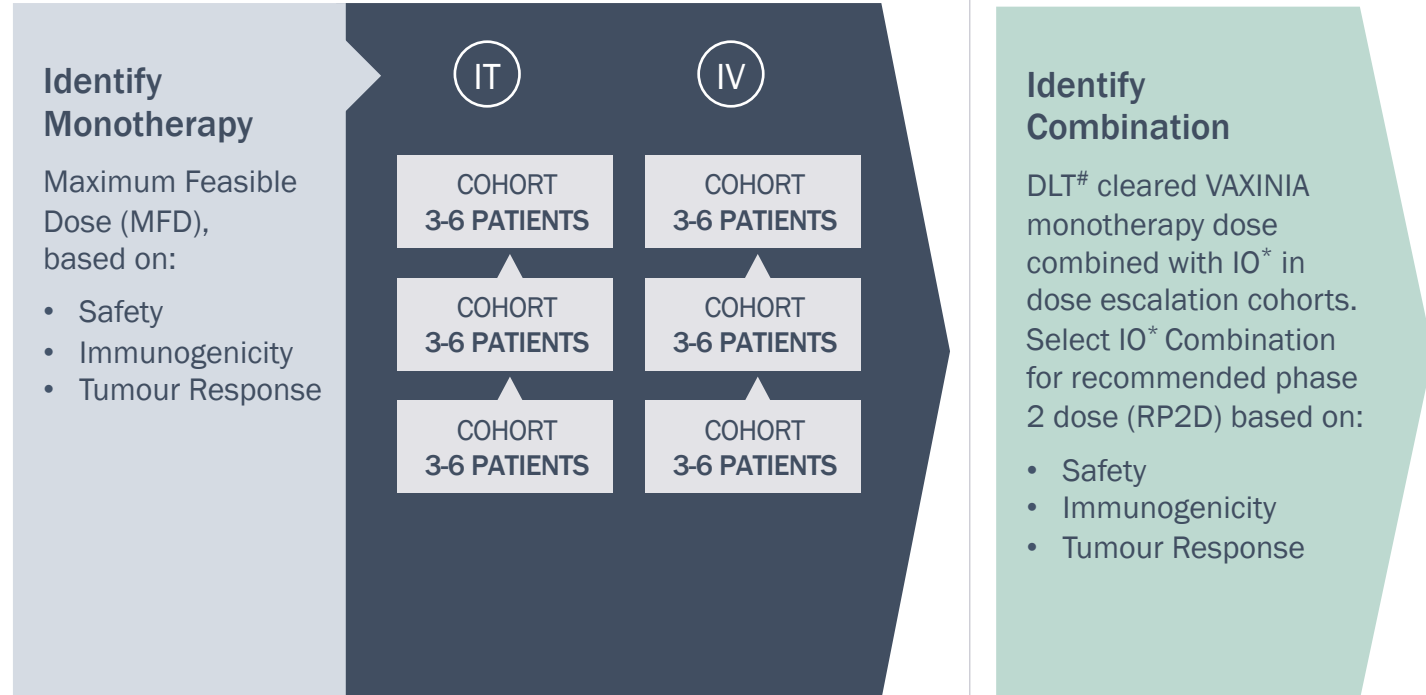 Identify
Monotherapy
Maximum Feasible
Dose (MFD),
based on:
• Safety
• Immunogenicity
• Tumour Response
IT
IV
COHORT
3-6 PATIENTS
COHORT
3-6 PATIENTS
COHORT
3-6 PATIENTS
COHORT
3-6 PATIENTS
COHORT
3-6 PATIENTS
COHORT
3-6 PATIENTS
Identify
Combination
DLT# cleared VAXINIA
monotherapy dose
combined with IO* in
dose escalation cohorts.
Select IO* Combination
for recommended phase
2 dose (RP2D) based on:
• Safety
• Immunogenicity
• Tumour Response